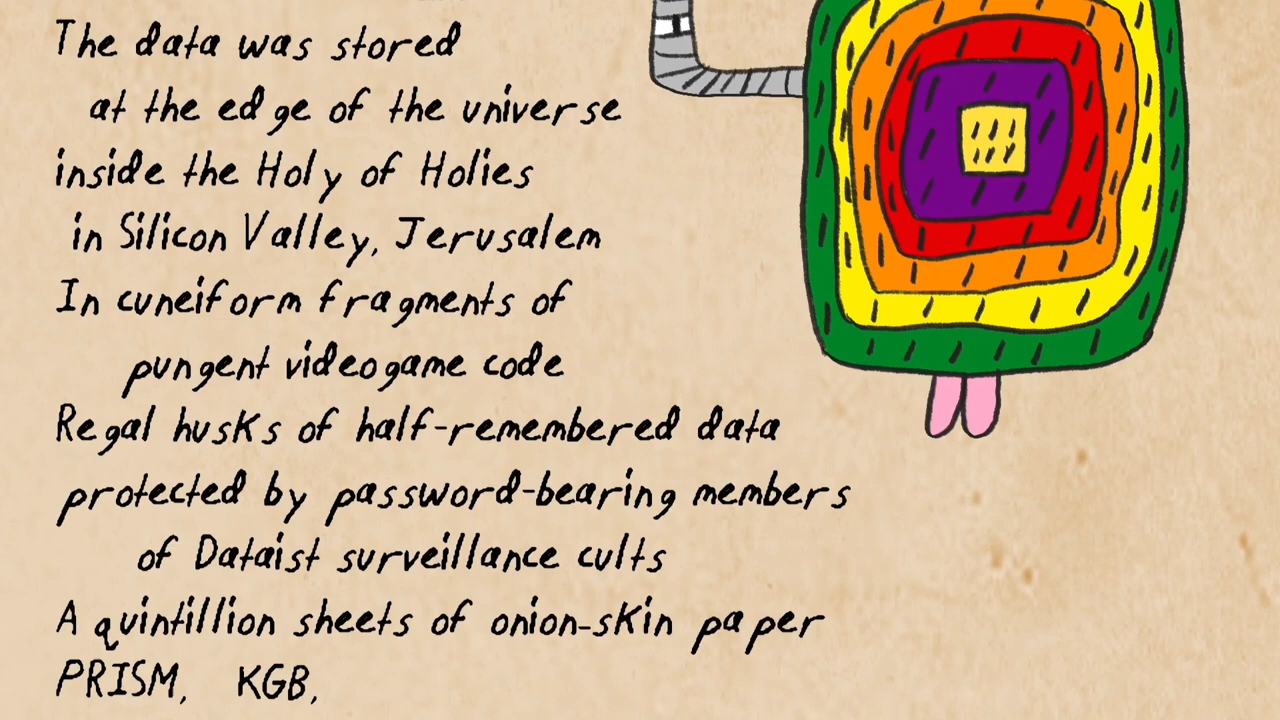 The data was stored
at the edge of the universe
inside the Holy of Holies
in Silicon Valley, Jerusalem
In cuneiform fragments of
pungent videogame code
Regal husks of half-remembered data
protected by password-bearing members
of Dataist surveillance cults
A quintillion sheets of onion-skin paper
PRISM, KGB,